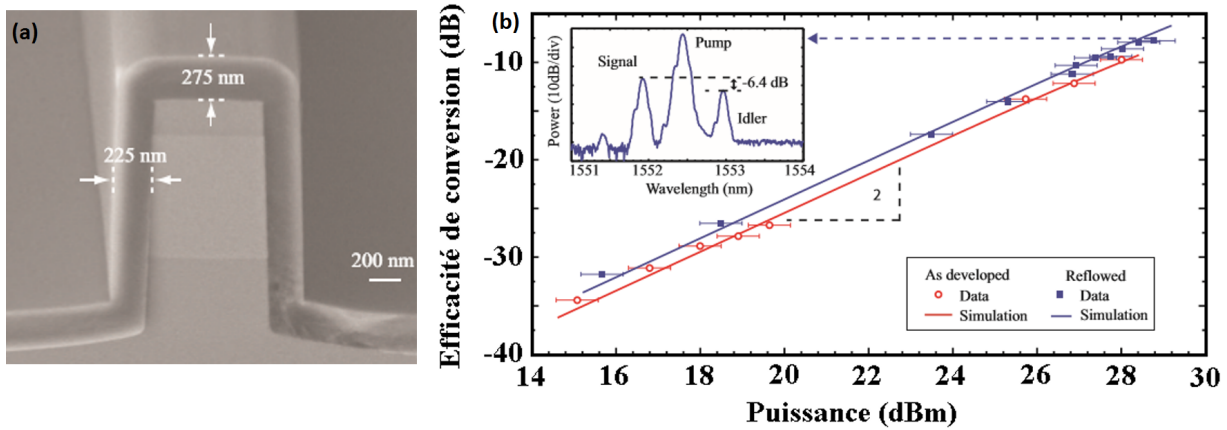 (a)
275 nm
225 nm
200 nm
(b)
Efficacité de conversion (dB)
-10
-20
-30
-40
14 16 18 20 22 24 26 28 30
Puissance (dBm)
Power (10dB/div)
Signal
Pump
-6.4 dB
Idler
1551 1552 1553 1554
Wavelength (nm)
2
As developed Reflowed
Data Data
Simulation Simulation